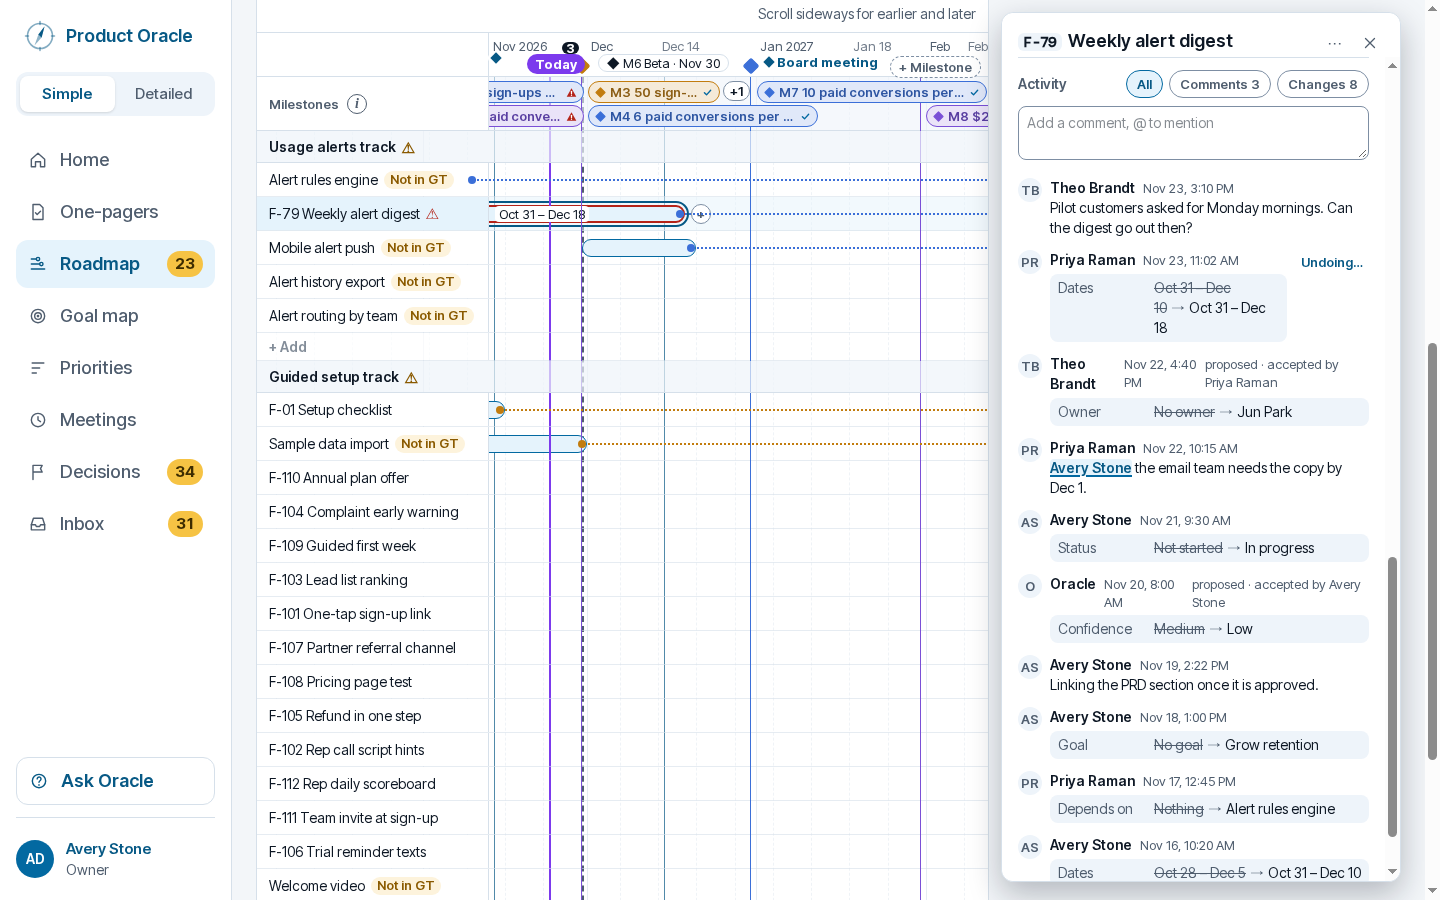 Product Oracle
Simple
Detailed
Home
One-pagers
Roadmap 23
Goal map
Priorities
Meetings
Decisions 34
Inbox 31
Ask Oracle
AD
Avery Stone
Owner
Scroll sideways for earlier and later
Nov 2026
3
Dec
Dec 14
Jan 2027
Jan 18
Feb
Feb
Today
M6 Beta · Nov 30
Board meeting
+ Milestone
Milestones i
sign-ups ...
M3 50 sign-...
+1
M7 10 paid conversions per...
aid conve...
M4 6 paid conversions per ...
M8 $2
Usage alerts track
Alert rules engine Not in GT
F-79 Weekly alert digest
Oct 31 – Dec 18
+
Mobile alert push Not in GT
Alert history export Not in GT
Alert routing by team Not in GT
+ Add
Guided setup track
F-01 Setup checklist
Sample data import Not in GT
F-110 Annual plan offer
F-104 Complaint early warning
F-109 Guided first week
F-103 Lead list ranking
F-101 One-tap sign-up link
F-107 Partner referral channel
F-108 Pricing page test
F-105 Refund in one step
F-102 Rep call script hints
F-112 Rep daily scoreboard
F-111 Team invite at sign-up
F-106 Trial reminder texts
Welcome video Not in GT
F-79 Weekly alert digest
Activity
All
Comments 3
Changes 8
Add a comment, @ to mention
TB Theo Brandt Nov 23, 3:10 PM
Pilot customers asked for Monday mornings. Can
the digest go out then?
PR Priya Raman Nov 23, 11:02 AM
Undoing...
Dates Oct 31 – Dec
10 → Oct 31 – Dec
18
TB Theo Brandt Nov 22, 4:40 PM proposed · accepted by Priya Raman
Owner No owner → Jun Park
PR Priya Raman Nov 22, 10:15 AM
Avery Stone the email team needs the copy by
Dec 1.
AS Avery Stone Nov 21, 9:30 AM
Status Not started → In progress
O Oracle Nov 20, 8:00 AM proposed · accepted by Avery Stone
Confidence Medium → Low
AS Avery Stone Nov 19, 2:22 PM
Linking the PRD section once it is approved.
AS Avery Stone Nov 18, 1:00 PM
Goal No goal → Grow retention
PR Priya Raman Nov 17, 12:45 PM
Depends on Nothing → Alert rules engine
AS Avery Stone Nov 16, 10:20 AM
Dates Oct 28 – Dec 5 → Oct 31 – Dec 10